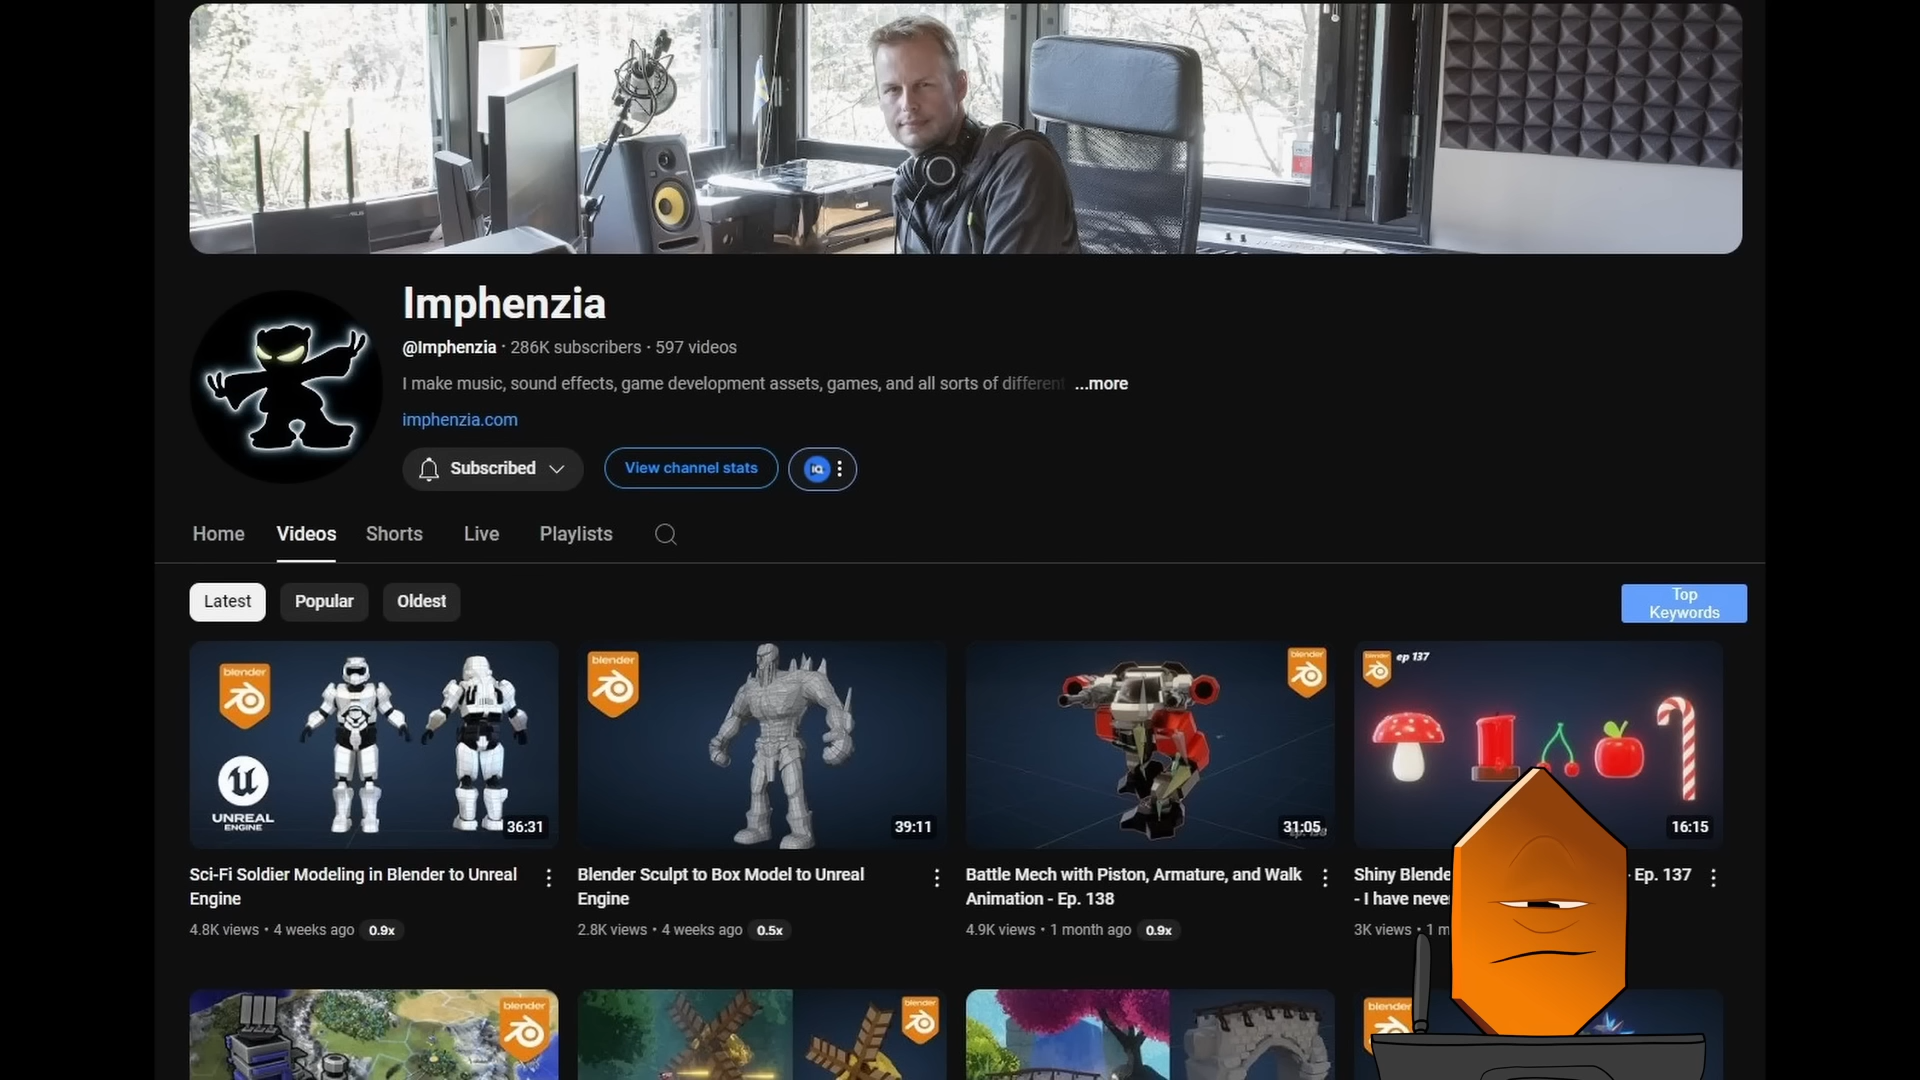 Imphenzia
@Imphenzia · 286K subscribers · 597 videos
I make music, sound effects, game development assets, games, and all sorts of different ...more
imphenzia.com
Subscribed
View channel stats
IQ
Home
Videos
Shorts
Live
Playlists
Latest
Popular
Oldest
Top
Keywords
blender
UNREAL
ENGINE
36:31
blender
39:11
blender
31:05
blender
ep 137
16:15
Sci-Fi Soldier Modeling in Blender to Unreal
Engine
4.8K views • 4 weeks ago
0.9x
Blender Sculpt to Box Model to Unreal
Engine
2.8K views • 4 weeks ago
0.5x
Battle Mech with Piston, Armature, and Walk
Animation - Ep. 138
4.9K views • 1 month ago
0.9x
Shiny Ep. 137
- I have
3K views
blender
blender
blender